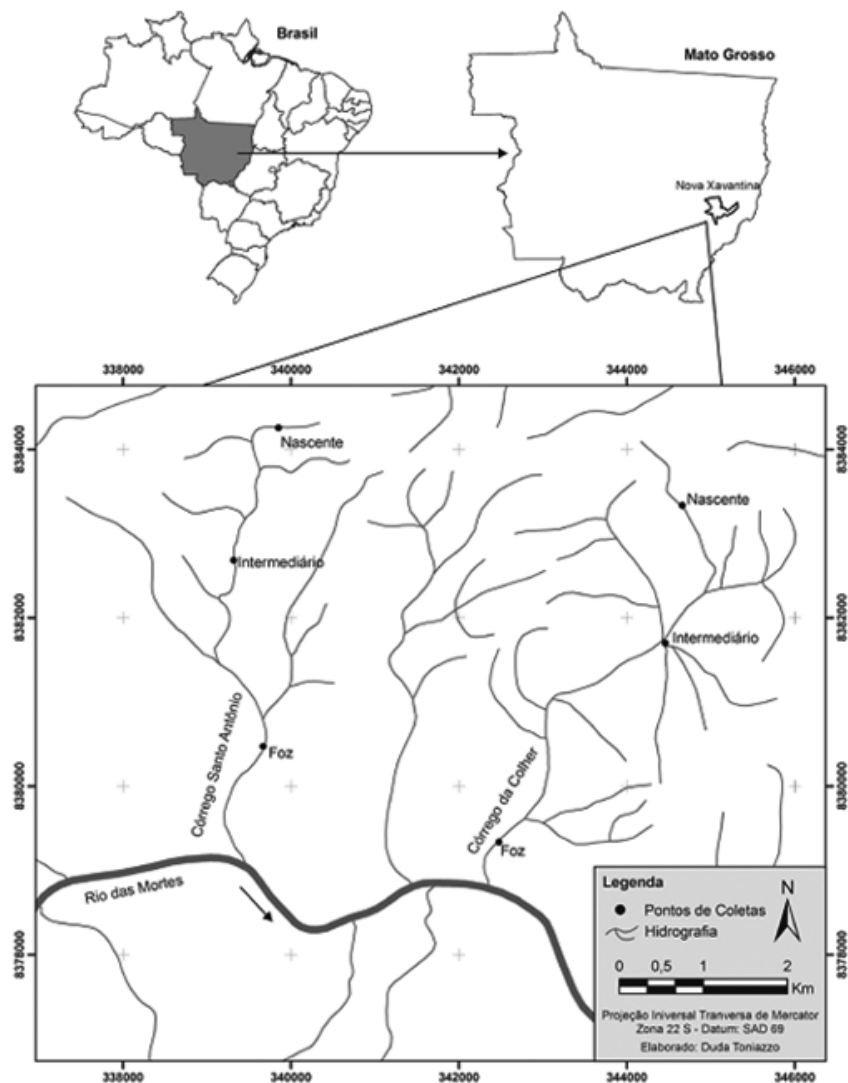 Brasil
Mato Grosso
Nova Xavantina
338000
340000
342000
344000
346000
8384000
8384000
Nascente
Nascente
Intermediário
8382000
8382000
Intermediário
Córrego Santo Antônio
Foz
8380000
8380000
Córrego da Colher
Foz
Rio das Mortes
8378000
8378000
Legenda
N
Pontos de Coletas
Hidrografia
0 0,5 1 2
Km
Projeção Iniversal Tranversa de Mercator
Zona 22 S - Datum: SAD 69
Elaborado: Duda Toniazzo
338000
340000
342000
344000
346000